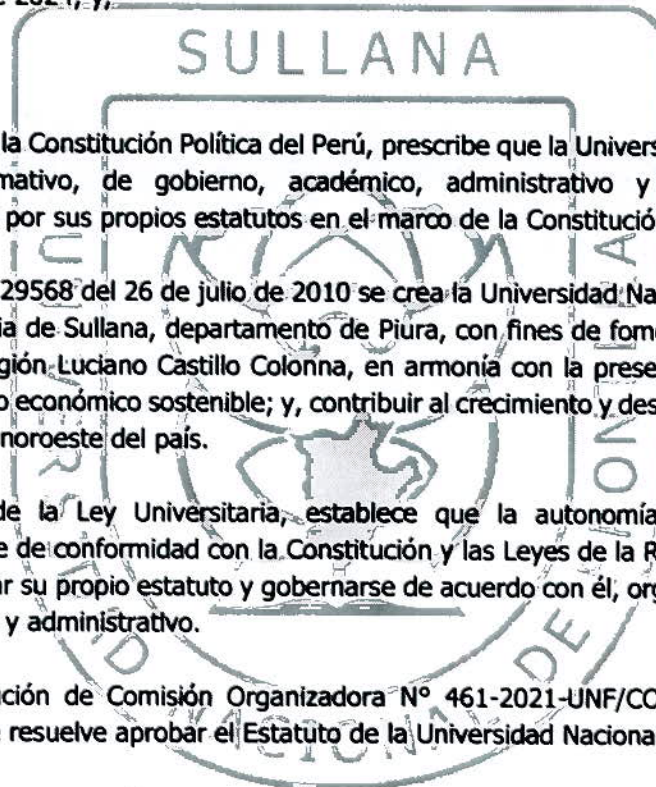 e 2021; y,
SULLANA
la Constitución Política del Perú, prescribe que la Univers
mativo, de gobierno, académico, administrativo y
por sus propios estatutos en el marco de la Constitució
29568 del 26 de julio de 2010 se crea la Universidad Na
ia de Sullana, departamento de Piura, con fines de fome
gión Luciano Castillo Colonna, en armonía con la prese
o económico sostenible; y, contribuir al crecimiento y des
noroeste del país.
de la Ley Universitaria, establece que la autonomía
e de conformidad con la Constitución y las Leyes de la R
ar su propio estatuto y gobernarse de acuerdo con él, org
y administrativo.
ución de Comisión Organizadora Nº 461-2021-UNF/CO
e resuelve aprobar el Estatuto de la Universidad Naciona